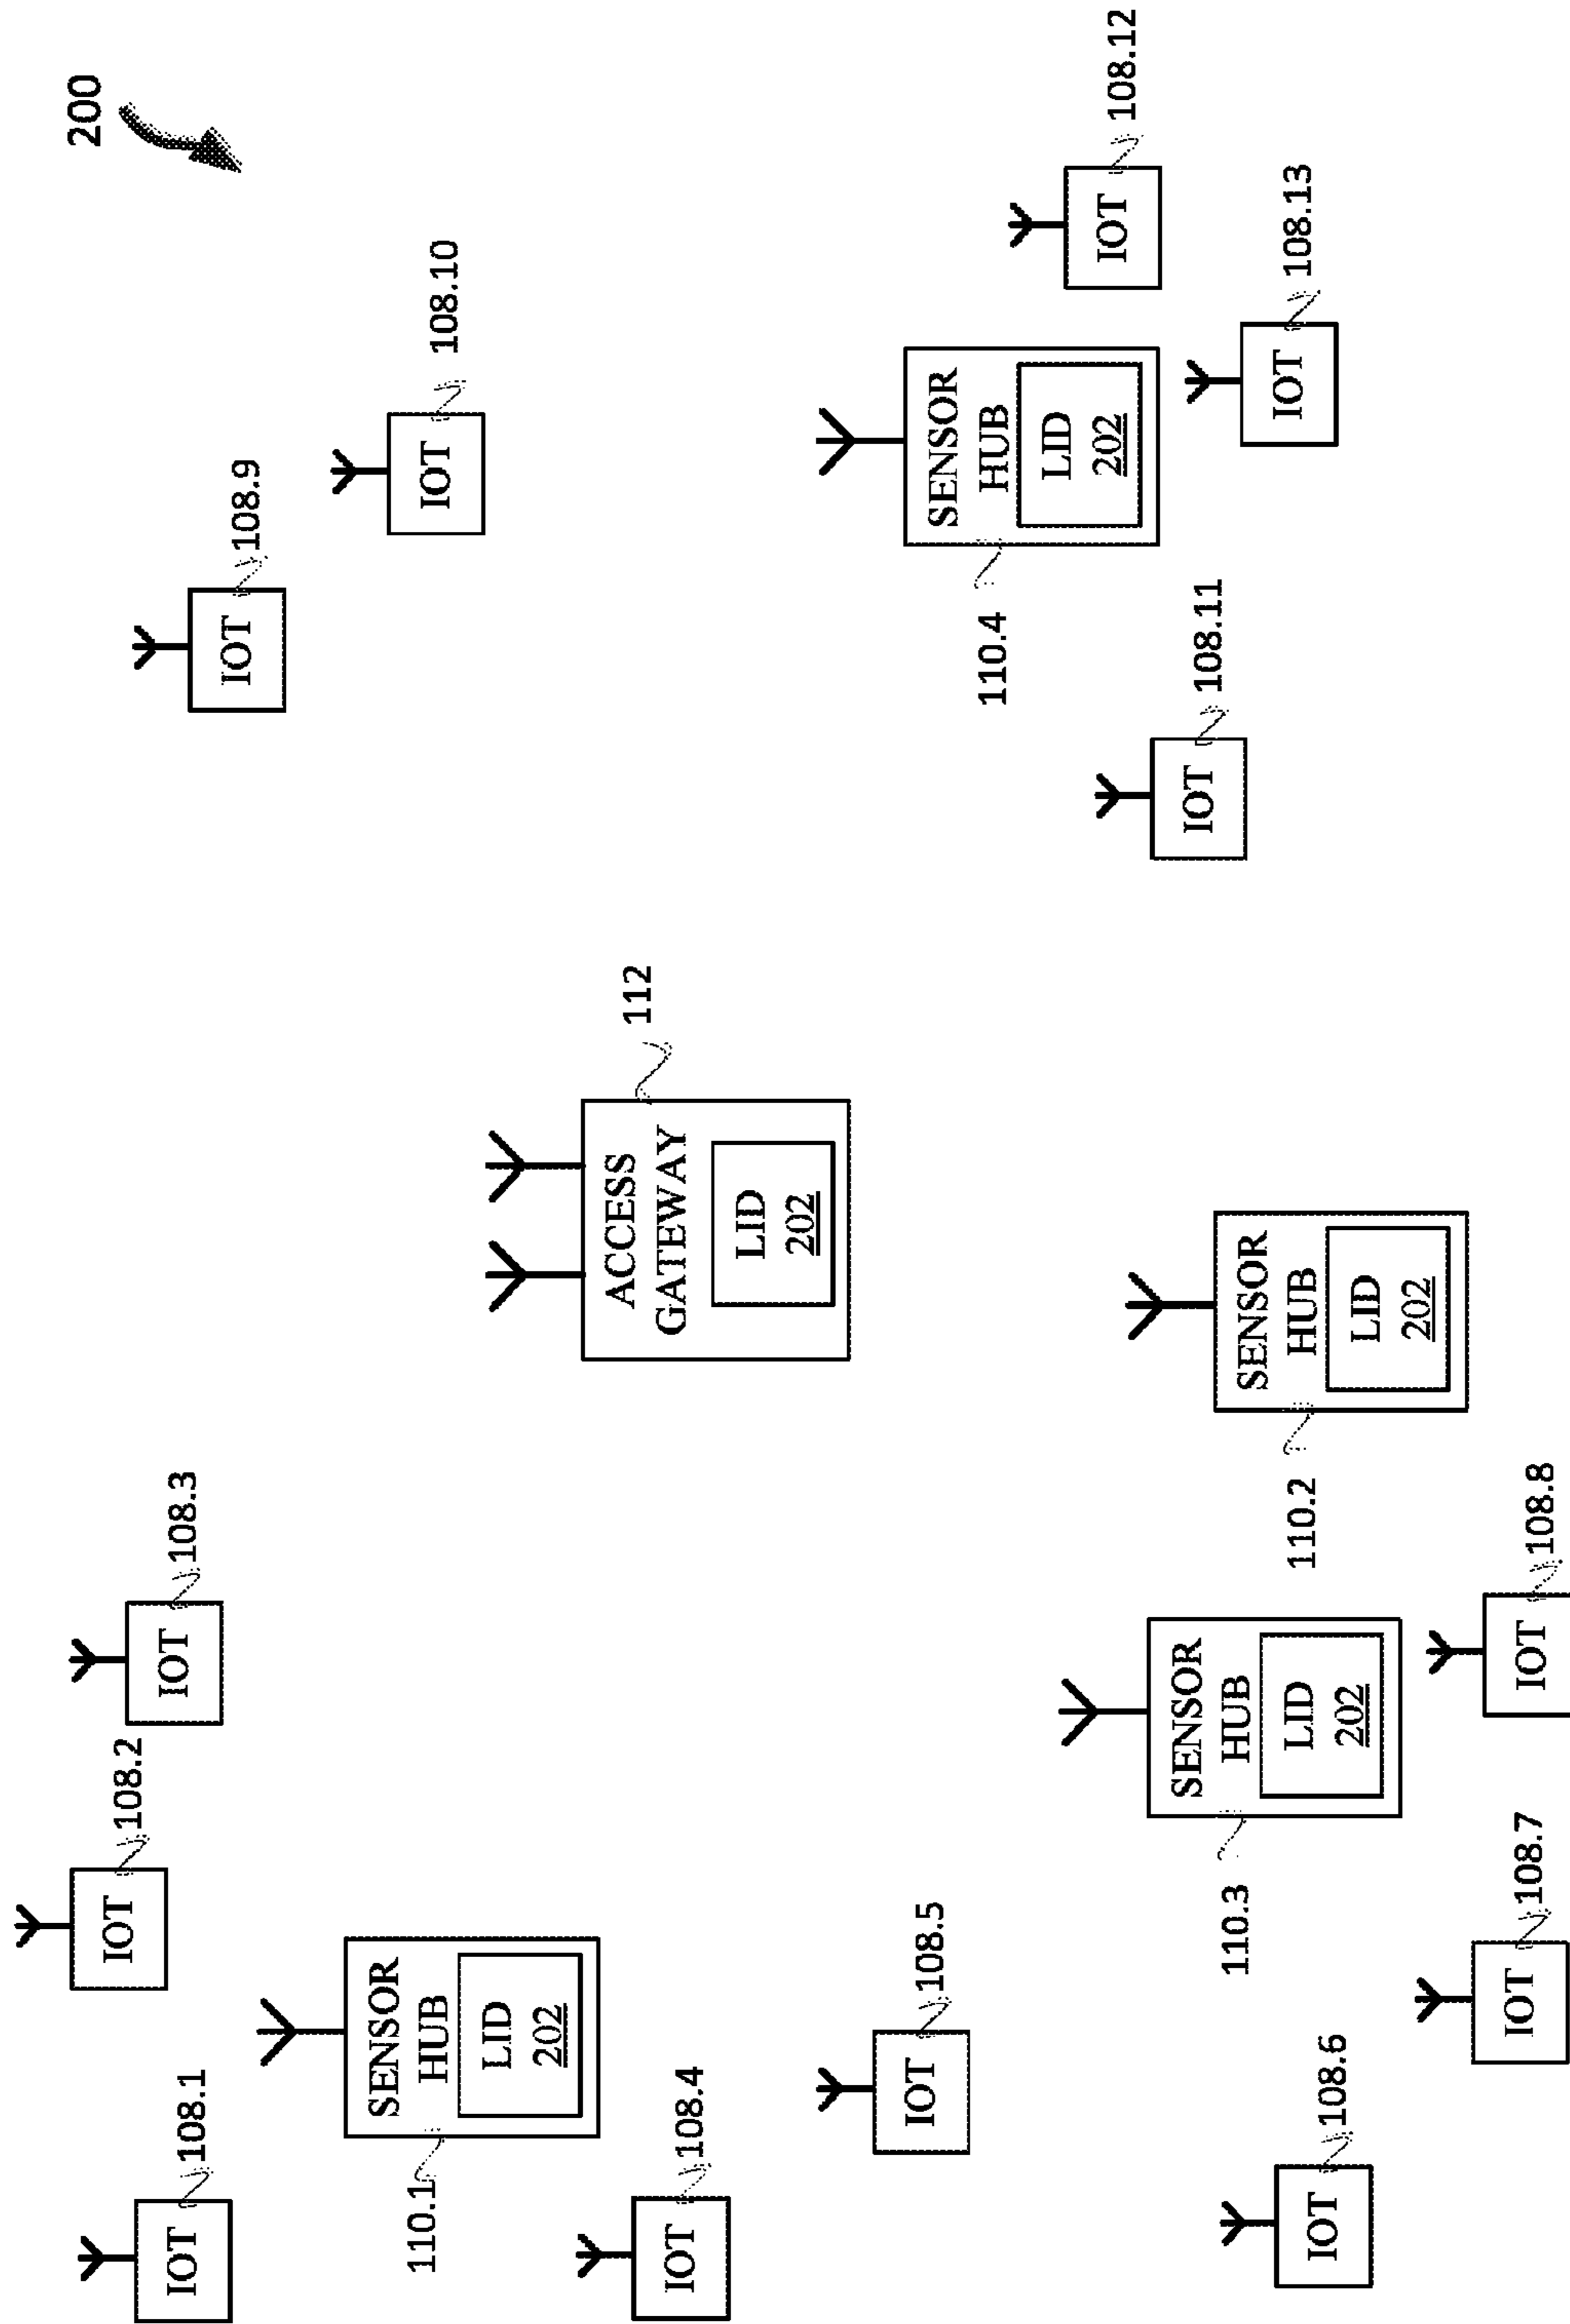 200
108.2
IOT
108.3
IOT
108.1
IOT
108.9
IOT
108.10
IOT
110.1
SENSOR
HUB
LID
202
108.4
IOT
112
ACCESS
GATEWAY
LID
202
108.5
IOT
110.4
SENSOR
HUB
LID
202
108.12
IOT
108.11
IOT
108.13
IOT
110.3
SENSOR
HUB
LID
202
110.2
SENSOR
HUB
LID
202
108.6
IOT
108.7
IOT
108.8
IOT